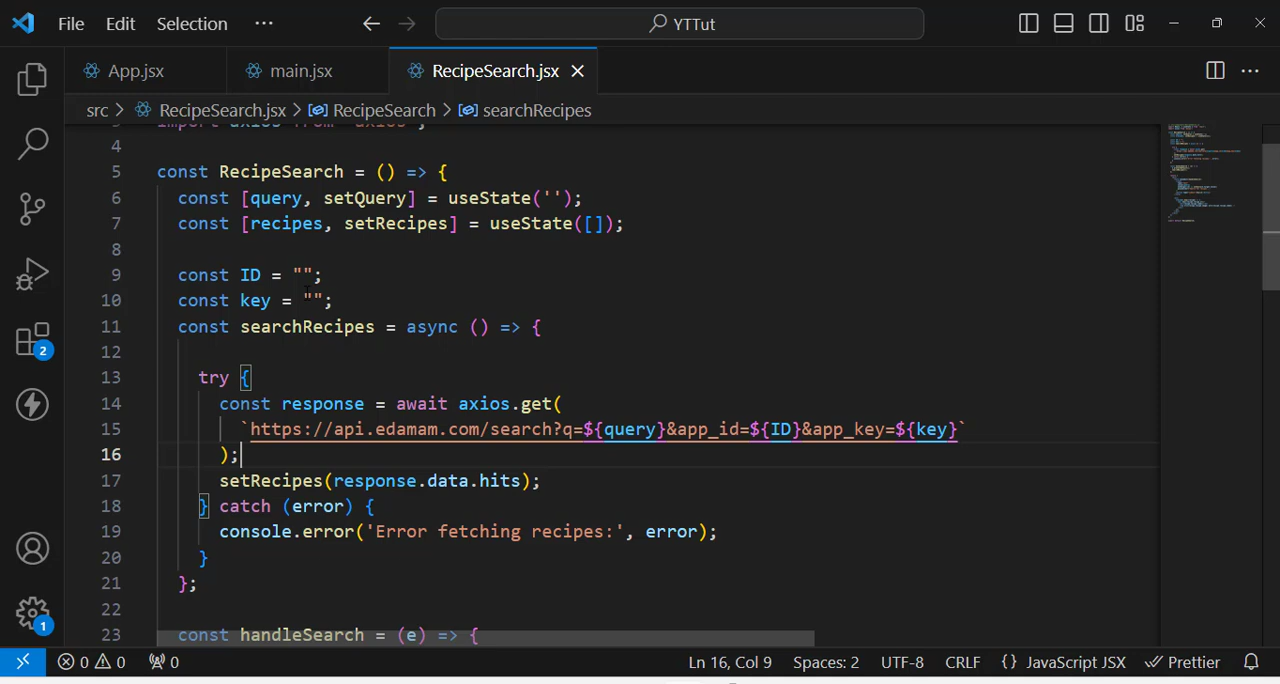 File Edit Selection ··· YTTut
App.jsx main.jsx RecipeSearch.jsx
src > RecipeSearch.jsx > RecipeSearch > searchRecipes
import axios from 'axios';
4
5 const RecipeSearch = () => {
6 const [query, setQuery] = useState('');
7 const [recipes, setRecipes] = useState([]);
8
9 const ID = "";
10 const key = "";
11 const searchRecipes = async () => {
12
13 try {
14 const response = await axios.get(
15 `https://api.edamam.com/search?q=${query}&app_id=${ID}&app_key=${key}`
16 );
17 setRecipes(response.data.hits);
18 } catch (error) {
19 console.error('Error fetching recipes:', error);
20 }
21 };
22
23 const handleSearch = (e) => {
2
1
0 0 0 Ln 16, Col 9 Spaces: 2 UTF-8 CRLF {} JavaScript JSX Prettier